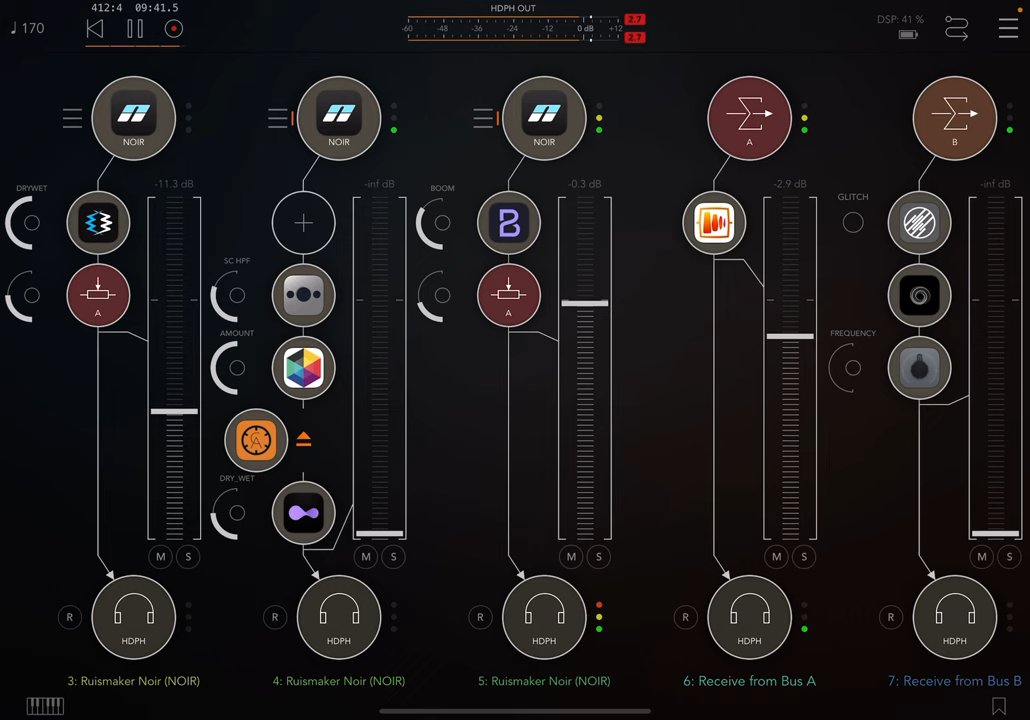 412:4 09:41.5
♩ 170
HDPH OUT
-60 -48 -36 -24 -12 0 dB +12
2.7
2.7
DSP: 41 %
NOIR
NOIR
NOIR
A
B
DRYWET
-11.3 dB
-inf dB
BOOM
-0.3 dB
-2.9 dB
GLITCH
-inf dB
SC HPF
A
A
AMOUNT
FREQUENCY
DRY_WET
M S
M S
M S
M S
M S
R HDPH
R HDPH
R HDPH
R HDPH
R HDPH
3: Ruismaker Noir (NOIR)
4: Ruismaker Noir (NOIR)
5: Ruismaker Noir (NOIR)
6: Receive from Bus A
7: Receive from Bus B